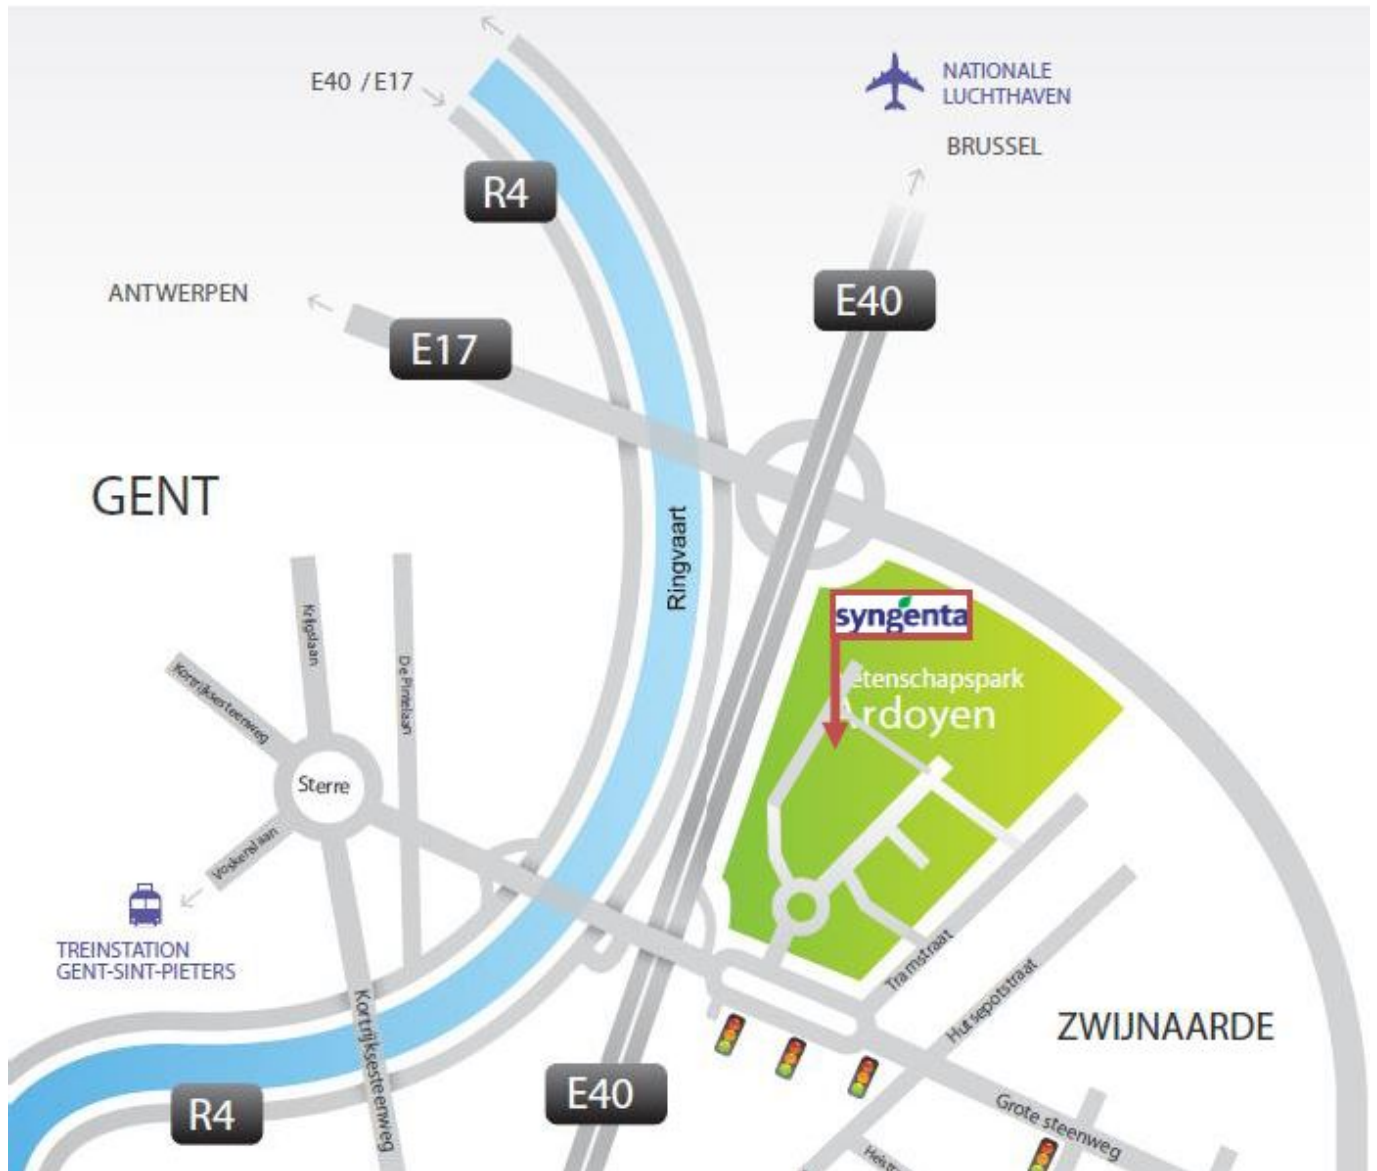 E40 / E17
NATIONALE
LUCHTHAVEN
BRUSSEL
R4
ANTWERPEN
E40
E17
GENT
Ringvaart
syngenta
Krijgslaan
Kortrijksesteenweg
De Pintelaan
etenschapspark
Ardoyen
Sterre
Voskenslaan
TREINSTATION
GENT-SINT-PIETERS
Tramstraat
Hutsepotstraat
Kortrijksesteenweg
ZWIJNAARDE
E40
R4
Grote steenweg